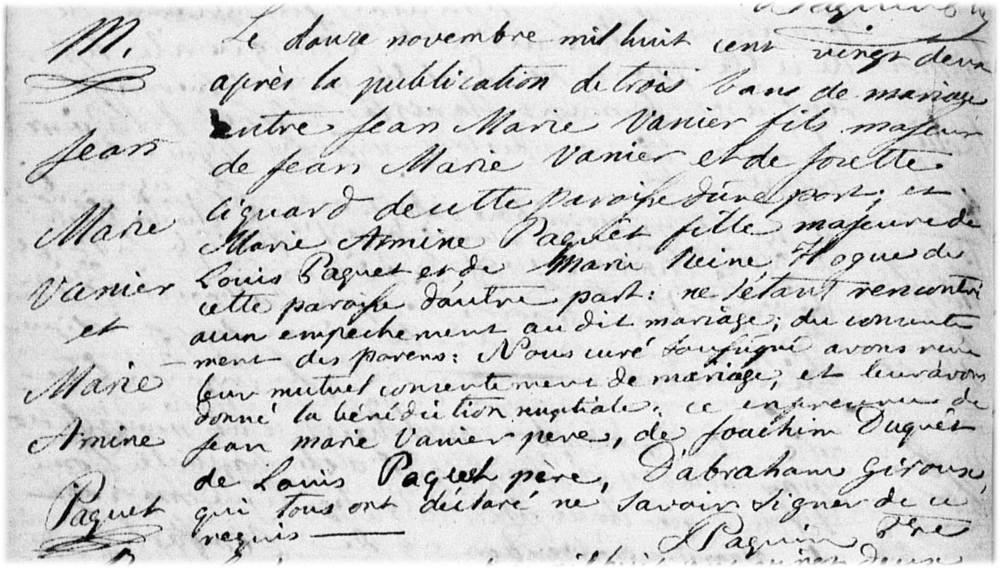 M.
Jean
Marie
Vanier
et
Marie
Amine
Paquet
Le douze novembre mil huit cent vingt deux
après la publication de trois bans de mariage
entre Jean Marie Vanier fils majeur
de Jean Marie Vanier et de Josette
Liguard de cette paroisse d'une part; et
Marie Armine Paquêt fille majeure de
Louis Paquet et de Marie Reine Hogue de
cette paroisse d'autre part: ne s'étant rencontré
aucun empechement au dit mariage; du consente
ment des parens: Nous curé soussigné avons reçu
leur mutuel consentement de mariage, et leur avons
donné la bénédiction nuptiale: ce en presence de
Jean marie Vanier pere, de Joachim Duquêt
de Louis Paquet père, D'abraham Giroux,
qui tous ont déclaré ne savoir signer de ce
requis
Paquin Ptre